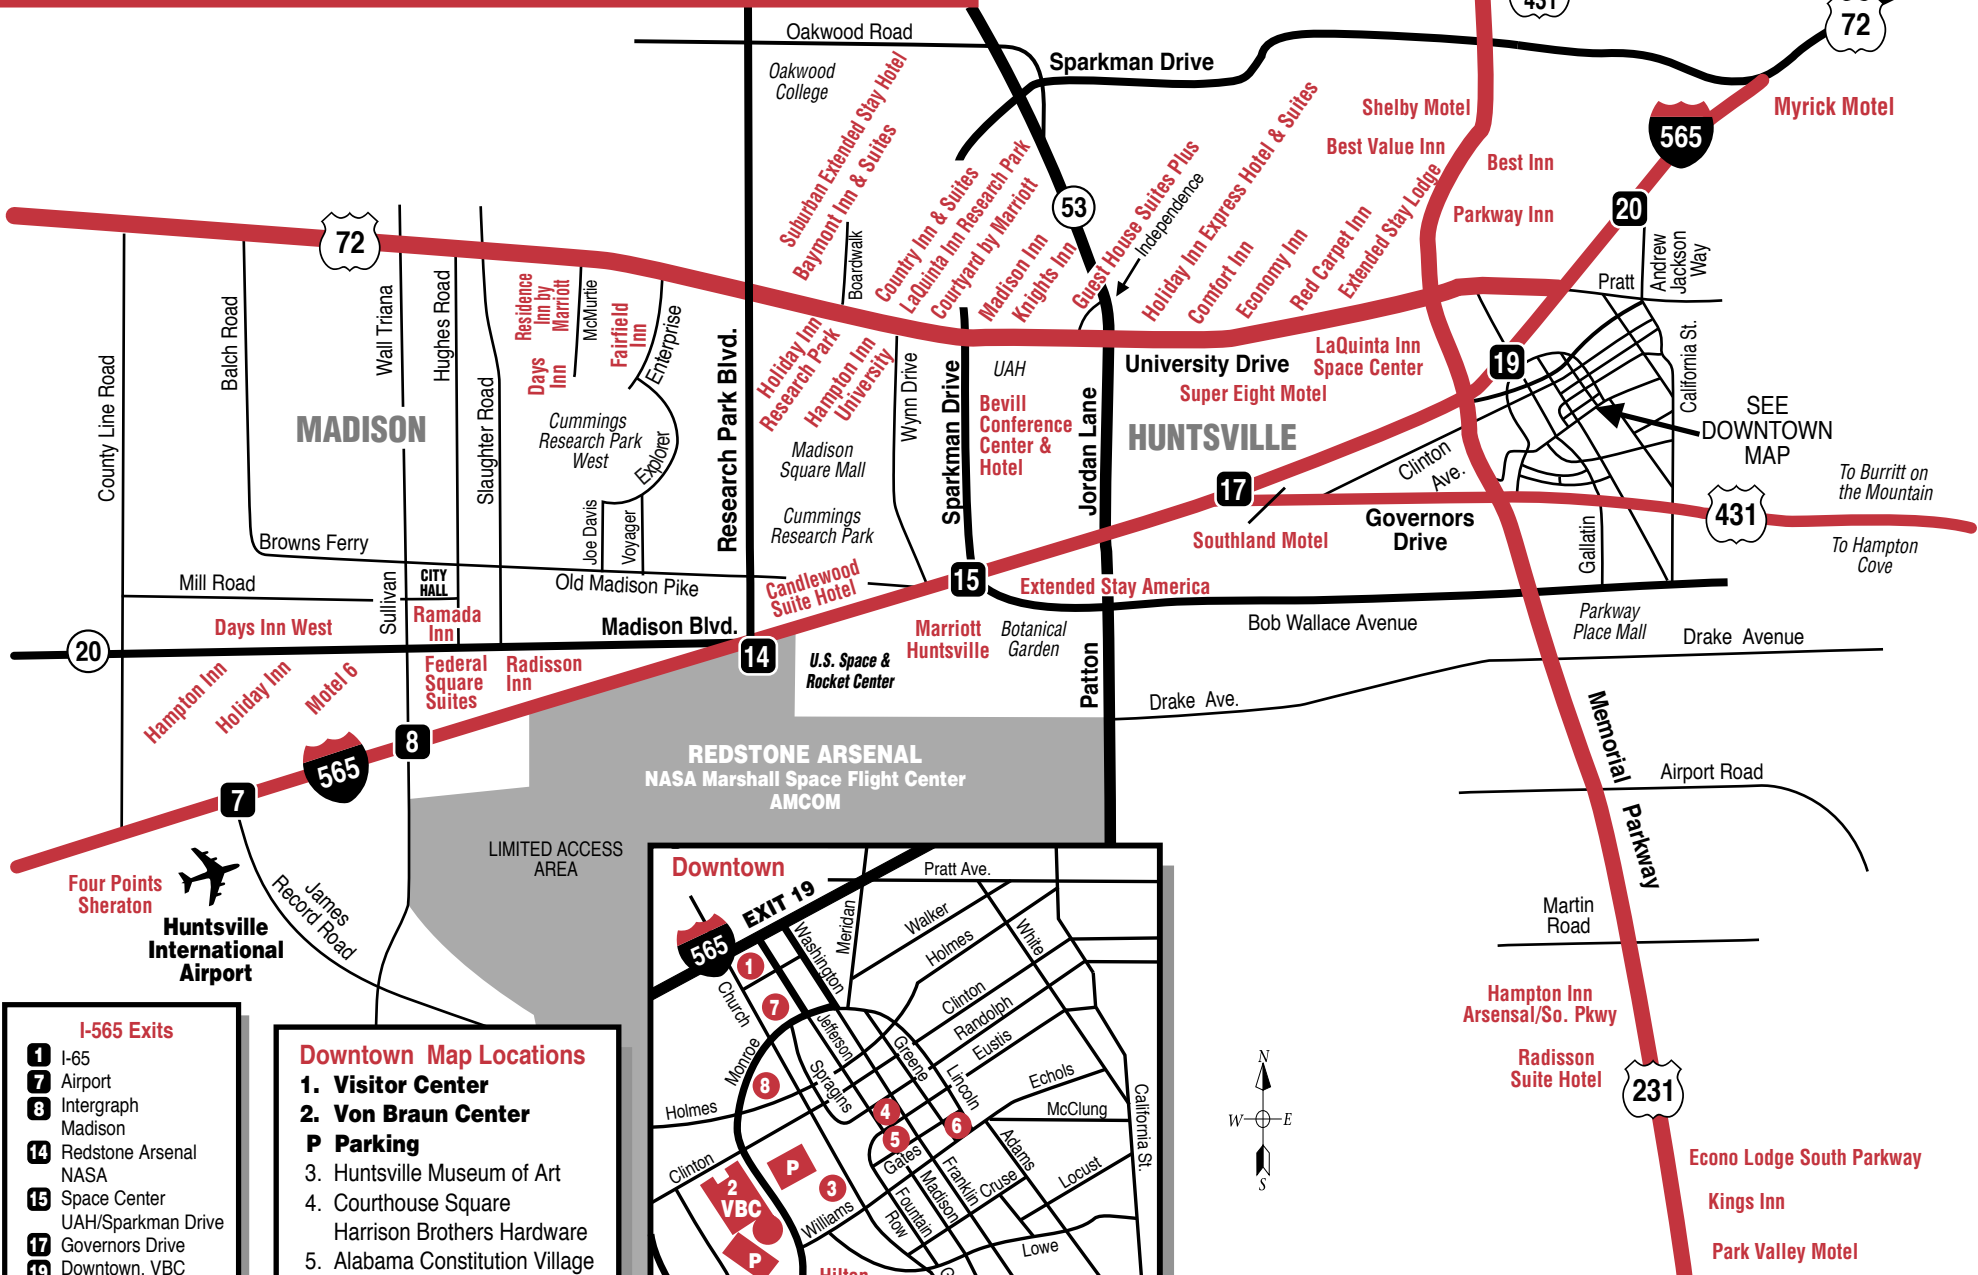 Oakwood Road
Oakwood
College
Sparkman Drive
431
72
Suburban Extended Stay Hotel
Baymont Inn & Suites
Boardwalk
Country Inn & Suites
LaQuinta Inn Research Park
Courtyard by Marriott
Madison Inn
Knights Inn
53
Guest House Suites Plus
Independence
Holiday Inn Express Hotel & Suites
Comfort Inn
Economy Inn
Red Carpet Inn
Extended Stay Lodge
Shelby Motel
Best Value Inn
Best Inn
Parkway Inn
Myrick Motel
565
20
Andrew
Jackson
Way
Pratt
72
County Line Road
Balch Road
Wall Triana
Hughes Road
Slaughter Road
Residence
Inn by
Marriott
McMurtie
Days
Inn
Fairfield
Inn
Enterprise
Research Park Blvd.
Holiday Inn
Research Park
Hampton Inn
University
Wynn Drive
Sparkman Drive
UAH
Bevill
Conference
Center &
Hotel
Jordan Lane
University Drive
Super Eight Motel
LaQuinta Inn
Space Center
19
California St.
SEE
DOWNTOWN
MAP
MADISON
HUNTSVILLE
Cummings
Research Park
West
Explorer
Madison
Square Mall
Cummings
Research Park
Joe Davis
Voyager
Clinton
Ave.
17
Governors
Drive
Southland Motel
431
Gallatin
To Burritt on
the Mountain
To Hampton
Cove
Browns Ferry
Mill Road
Sullivan
CITY
HALL
Old Madison Pike
Candlewood
Suite Hotel
15
Extended Stay America
Ramada
Inn
Days Inn West
Madison Blvd.
20
14
U.S. Space &
Rocket Center
Marriott
Huntsville
Botanical
Garden
Patton
Bob Wallace Avenue
Parkway
Place Mall
Drake Avenue
Drake Ave.
Hampton Inn
Holiday Inn
Motel 6
Federal
Square
Suites
Radisson
Inn
8
565
7
REDSTONE ARSENAL
NASA Marshall Space Flight Center
AMCOM
LIMITED ACCESS
AREA
Memorial
Parkway
Airport Road
Martin
Road
Four Points
Sheraton
Huntsville
International
Airport
James
Record Road
Hampton Inn
Arsensal/So. Pkwy
Radisson
Suite Hotel
231
Econo Lodge South Parkway
Kings Inn
Park Valley Motel
N
W
E
S
I-565 Exits
1 I-65
7 Airport
8 Intergraph
Madison
14 Redstone Arsenal
NASA
15 Space Center
UAH/Sparkman Drive
17 Governors Drive
19 Downtown, VBC
Downtown Map Locations
1. Visitor Center
2. Von Braun Center
P Parking
3. Huntsville Museum of Art
4. Courthouse Square
Harrison Brothers Hardware
5. Alabama Constitution Village
Downtown
EXIT 19
565
Pratt Ave.
Meridan
Washington
Walker
Holmes
White
1
7
Church
Jefferson
Clinton
Randolph
Eustis
Greene
Lincoln
Monroe
8
Spragins
Holmes
4
5
6
Echols
McClung
California St.
Gates
Adams
Clinton
P
2
VBC
3
Williams
Fountain
Row
Madison
Franklin
Cruse
Locust
Lowe
P
Hilton